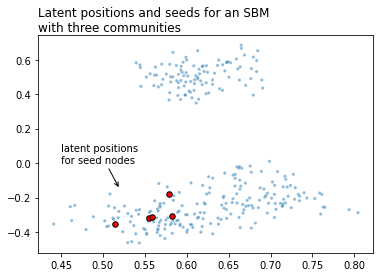 Latent positions and seeds for an SBM
with three communities
0.6
0.4
0.2
0.0
−0.2
−0.4
latent positions
for seed nodes
0.45 0.50 0.55 0.60 0.65 0.70 0.75 0.80